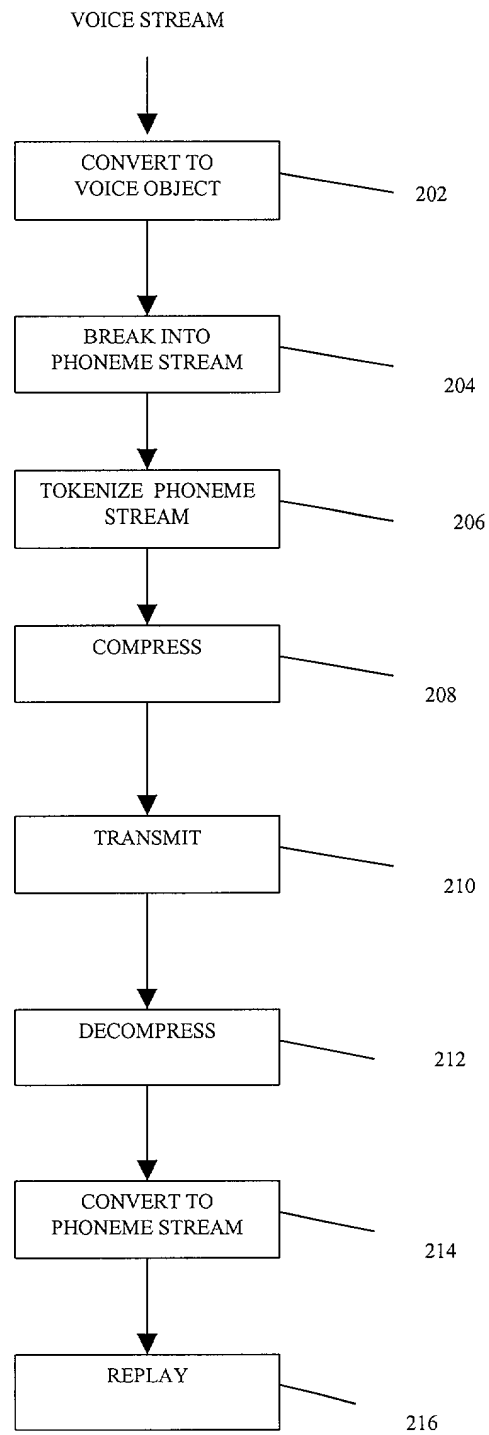 VOICE STREAM
CONVERT TO
VOICE OBJECT
202
BREAK INTO
PHONEME STREAM
204
TOKENIZE PHONEME
STREAM
206
COMPRESS
208
TRANSMIT
210
DECOMPRESS
212
CONVERT TO
PHONEME STREAM
214
REPLAY
216